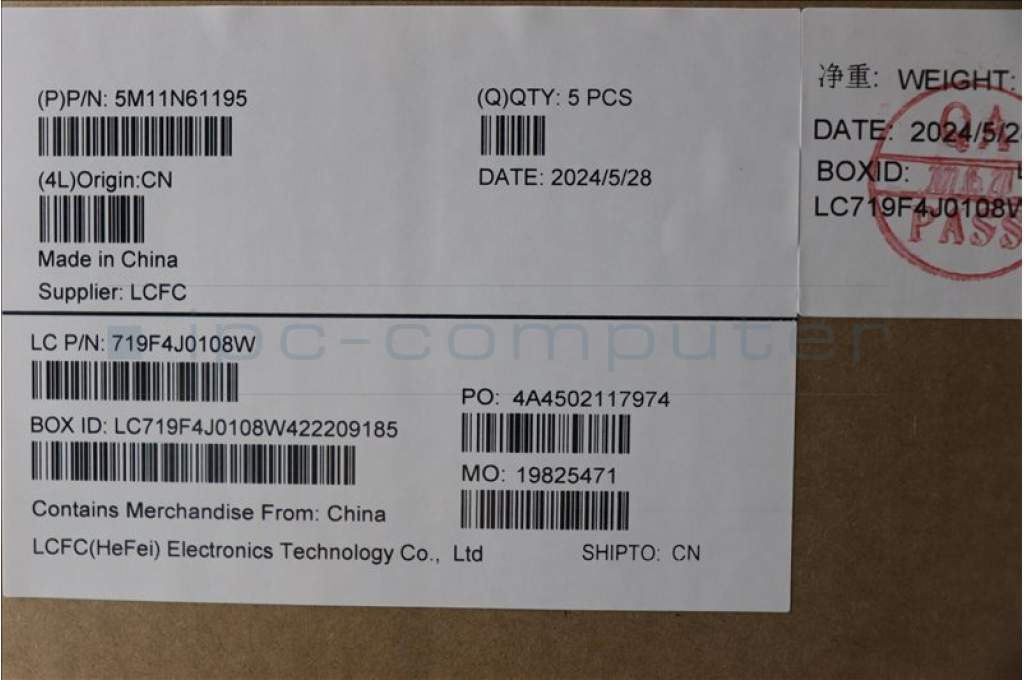 (P)P/N: 5M11N61195
(Q)QTY: 5 PCS
(4L)Origin:CN
DATE: 2024/5/28
Made in China
Supplier: LCFC
LC P/N: 719F4J0108W
PO: 4A4502117974
BOX ID: LC719F4J0108W422209185
MO: 19825471
Contains Merchandise From: China
LCFC(HeFei) Electronics Technology Co., Ltd
SHIPTO: CN
净重: WEIGHT:
DATE: 2024/5/2
BOXID:
LC719F4J0108W
QA
PASS
ipc-computer